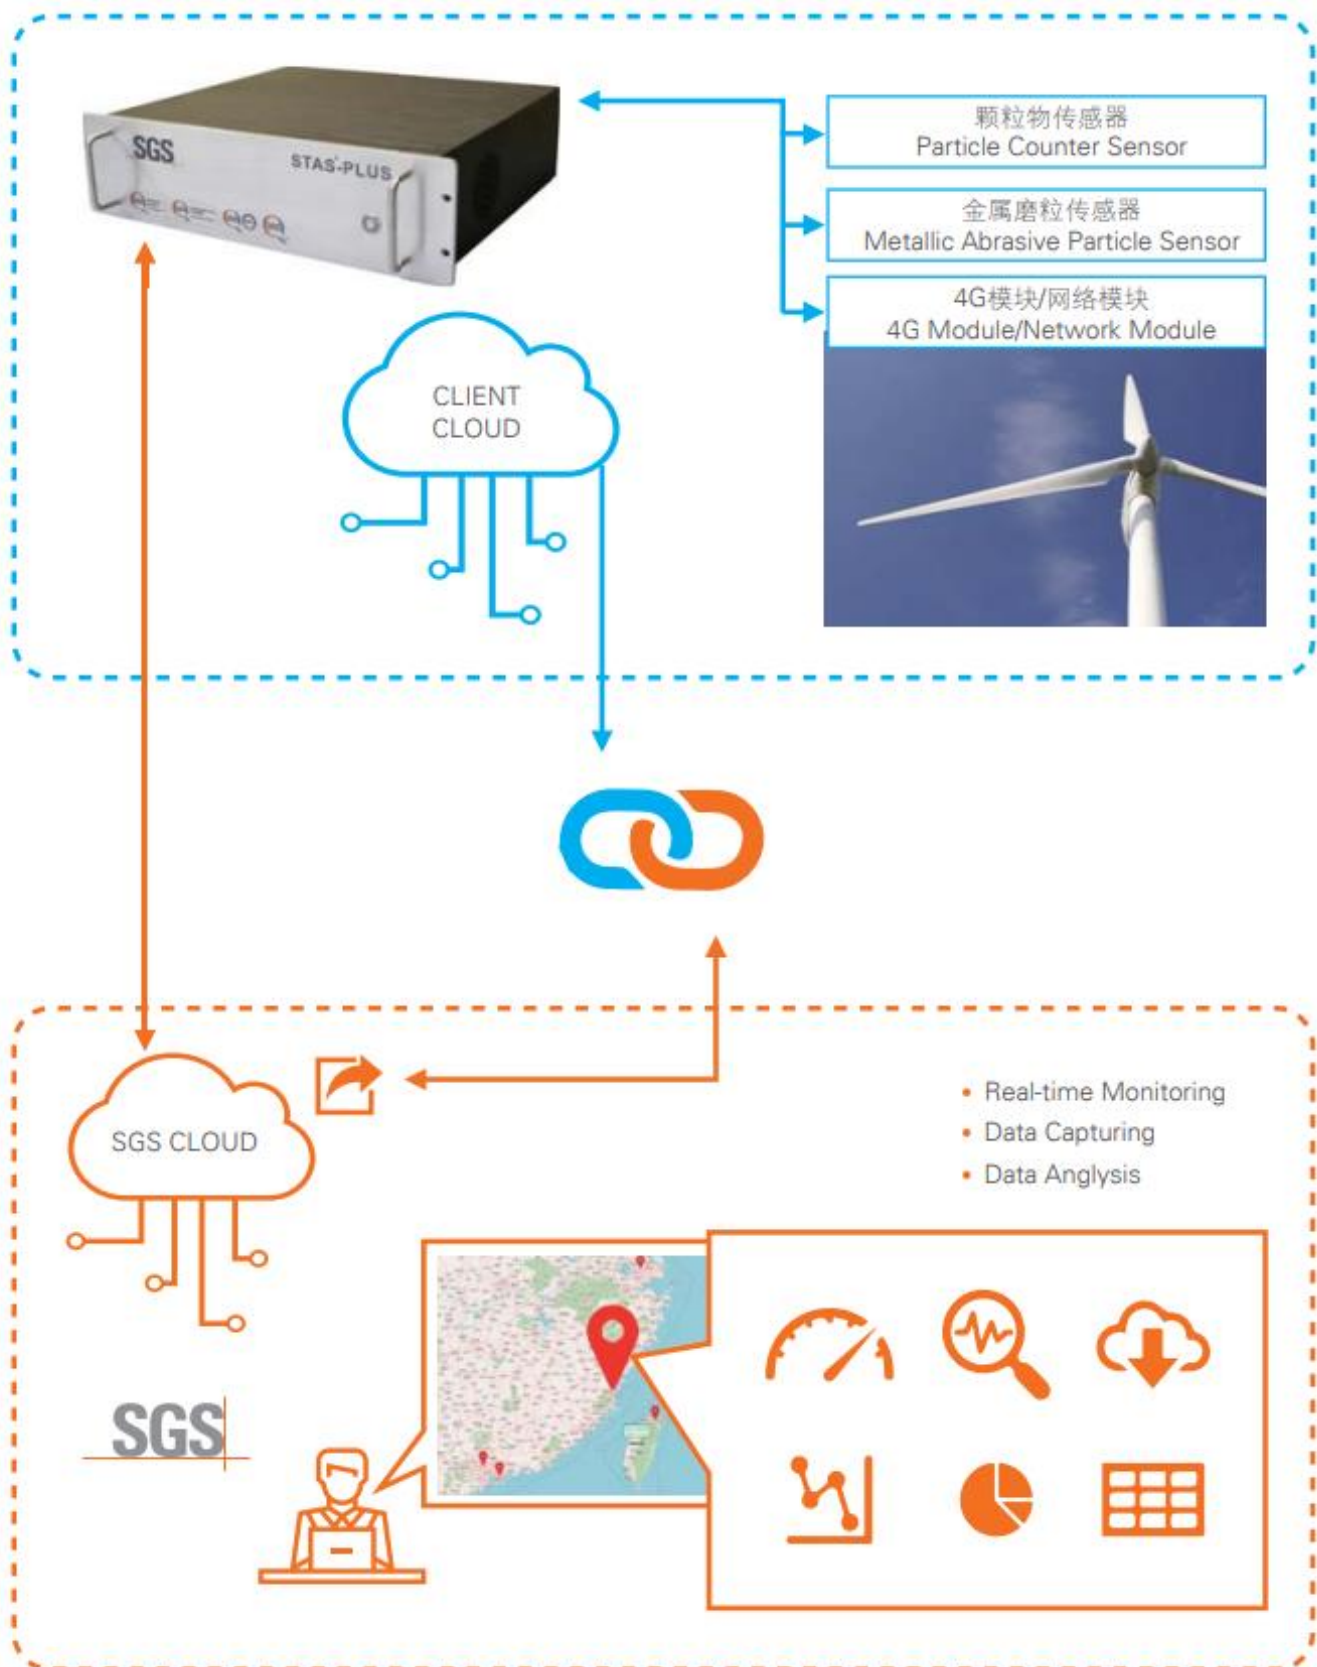 SGS
STAS-PLUS
颗粒物传感器
Particle Counter Sensor
金属磨粒传感器
Metallic Abrasive Particle Sensor
4G模块/网络模块
4G Module/Network Module
CLIENT
CLOUD
SGS CLOUD
• Real-time Monitoring
• Data Capturing
• Data Anglysis
SGS